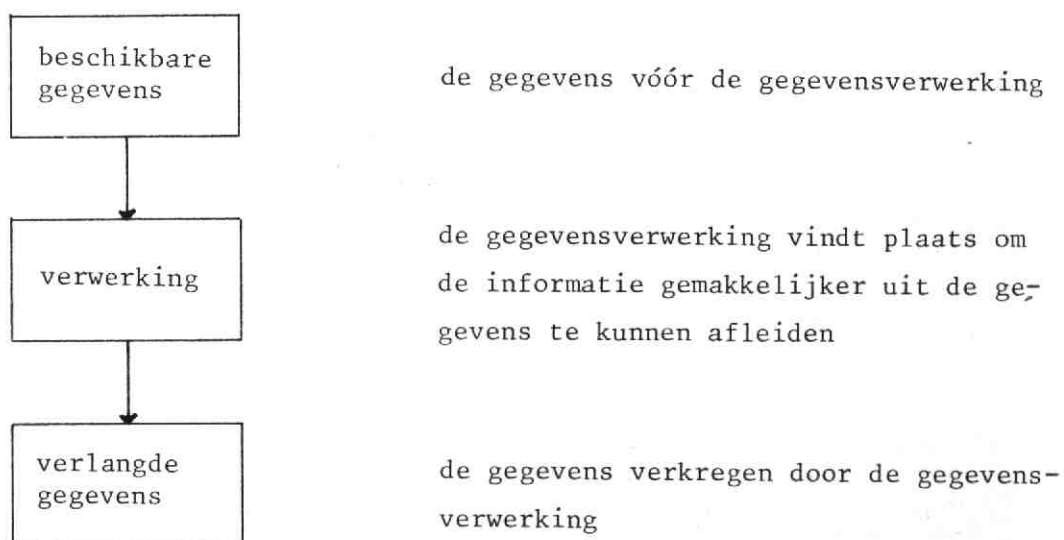 beschikbare
gegevens
de gegevens vóór de gegevensverwerking
verwerking
de gegevensverwerking vindt plaats om
de informatie gemakkelijker uit de ge-
gevens te kunnen afleiden
verlangde
gegevens
de gegevens verkregen door de gegevens-
verwerking